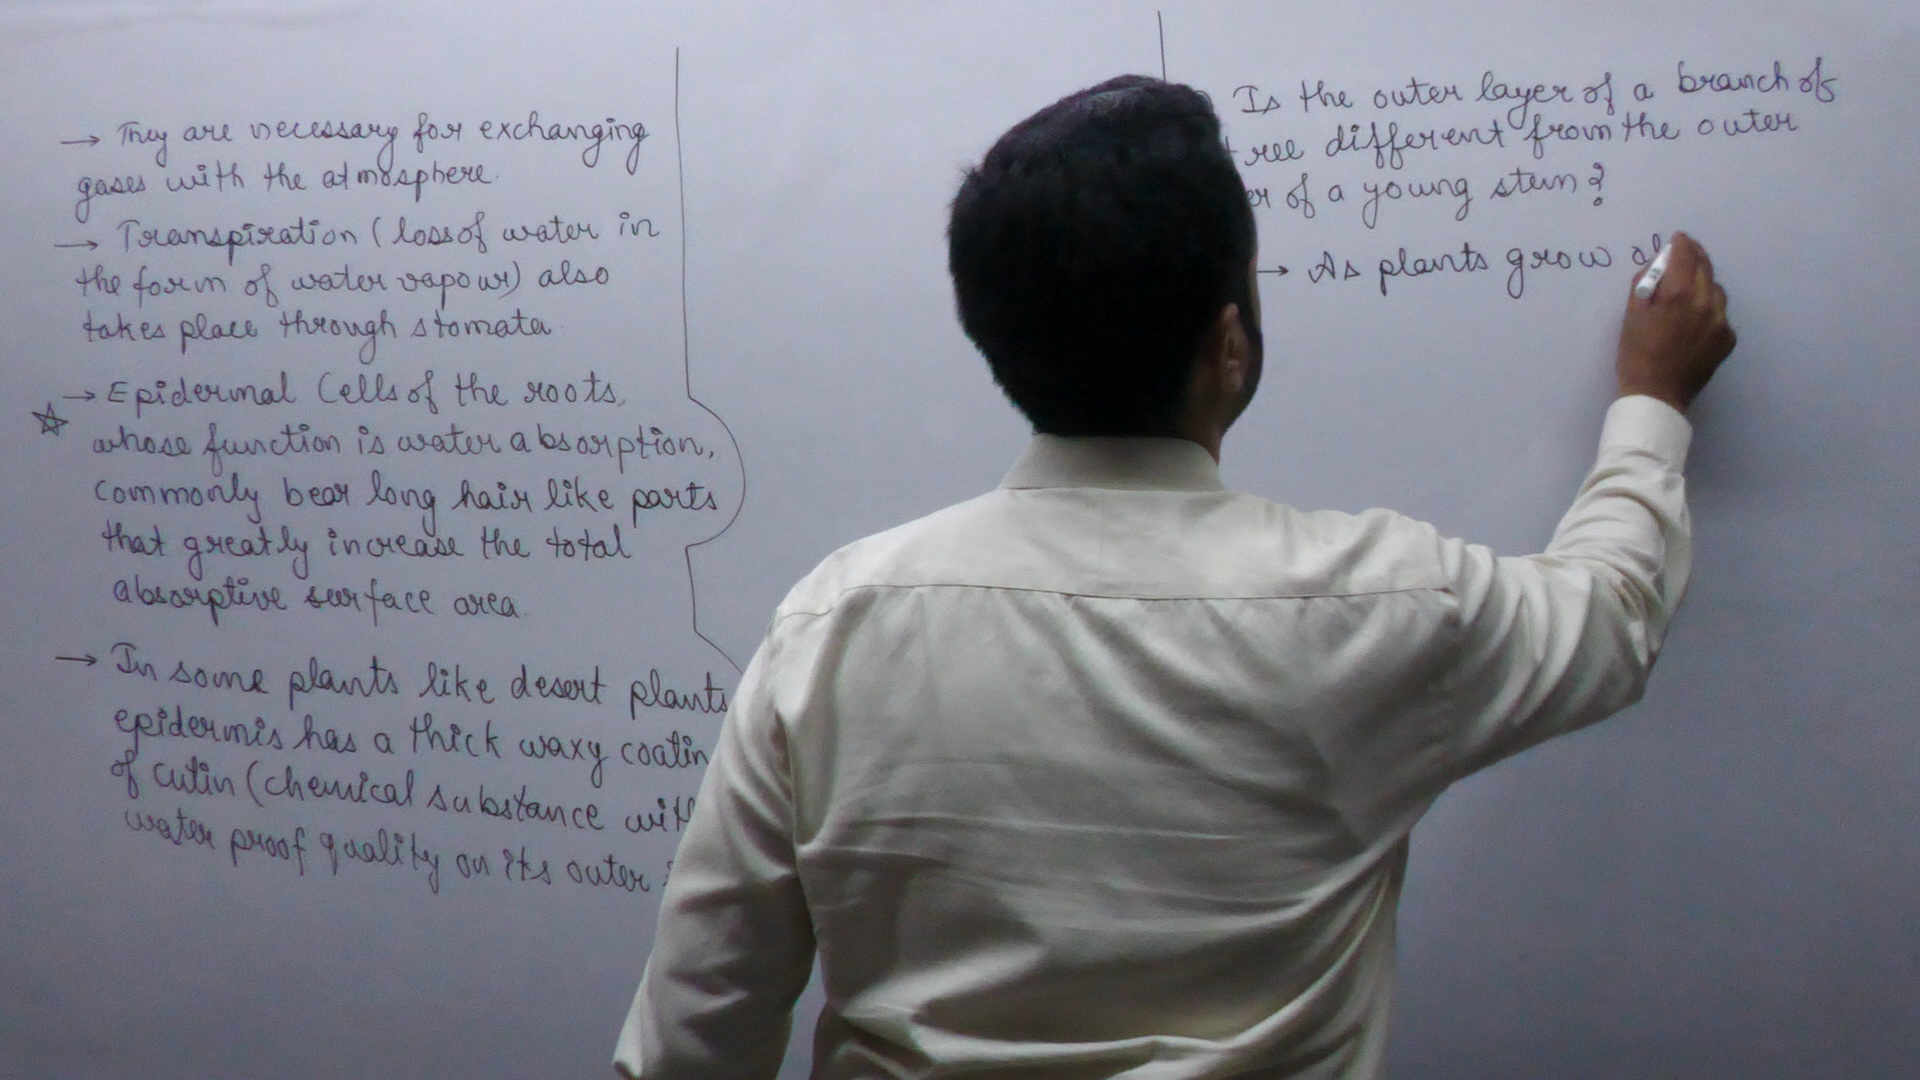 → They are necessary for exchanging
gases with the atmosphere.
→ Transpiration (loss of water in
the form of water vapour) also
takes place through stomata.
→ Epidermal Cells of the roots,
whose function is water absorption,
commonly bear long hair like parts
that greatly increase the total
absorptive surface area.
→ In some plants like desert plants
epidermis has a thick waxy coatin
of cutin (chemical substance with
water proof quality on its outer
Is the outer layer of a branch of
tree different from the outer
er of a young stem?
→ As plants grow ol